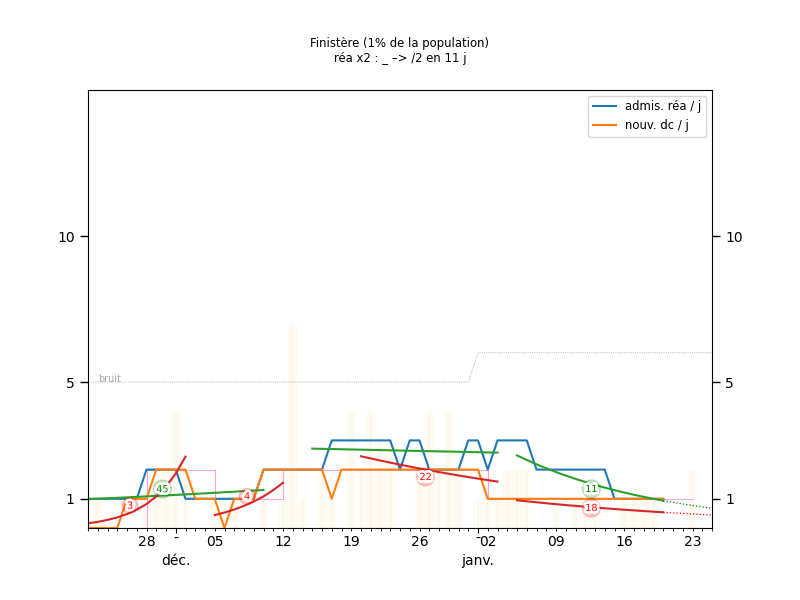 Finistère (1% de la population)
réa x2 : _ –> /2 en 11 j
admis. réa / j
nouv. dc / j
10 10
5 5
bruit
1 1
45
3
4
22
11
18
28 - 05 12 19 26 -02 09 16 23
déc. janv.